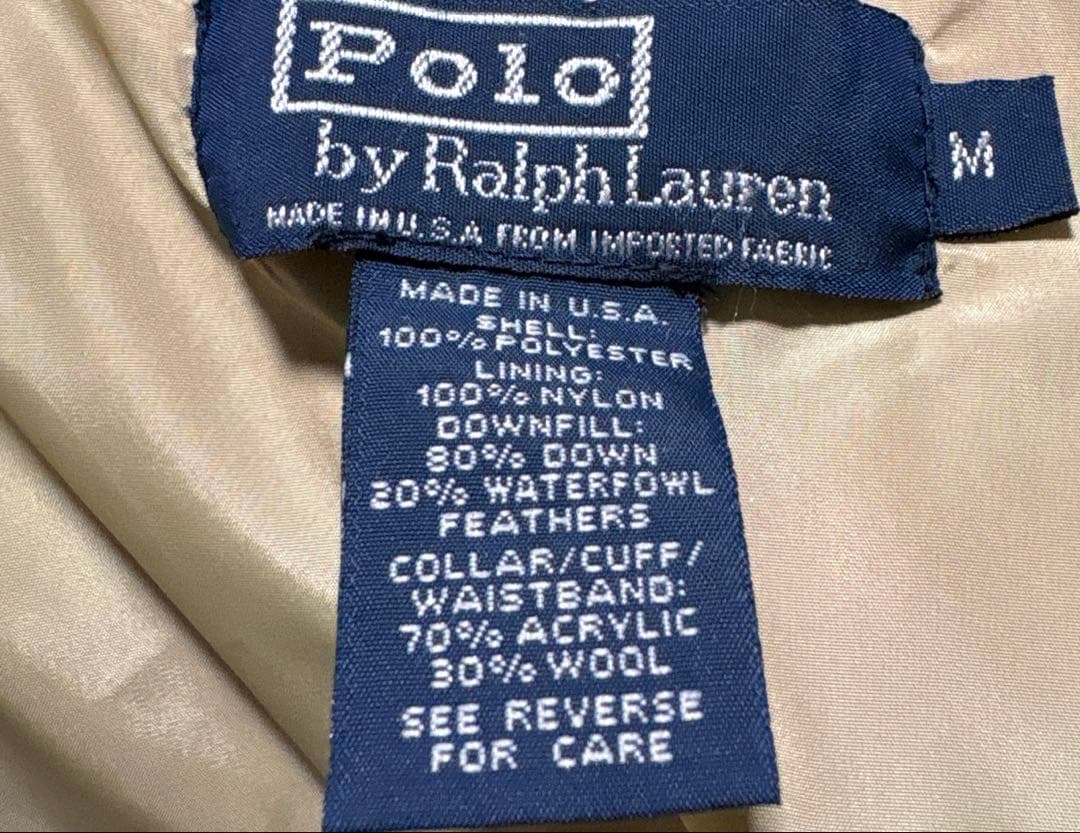 Polo
by Ralph Lauren
MADE IN U.S.A FROM IMPORTED FABRIC
M
MADE IN U.S.A.
SHELL:
100% POLYESTER
LINING:
100% NYLON
DOWNFILL:
80% DOWN
20% WATERFOWL
FEATHERS
COLLAR/CUFF/
WAISTBAND:
70% ACRYLIC
30% WOOL
SEE REVERSE
FOR CARE